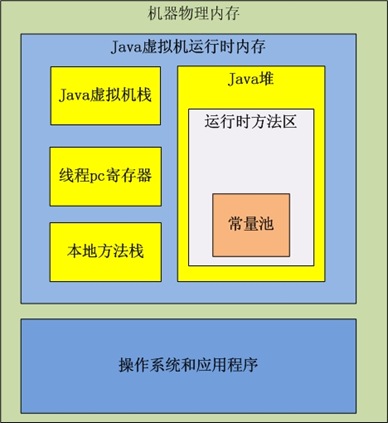 机器物理内存
Java虚拟机运行时内存
Java虚拟机栈
线程pc寄存器
本地方法栈
Java堆
运行时方法区
常量池
操作系统和应用程序